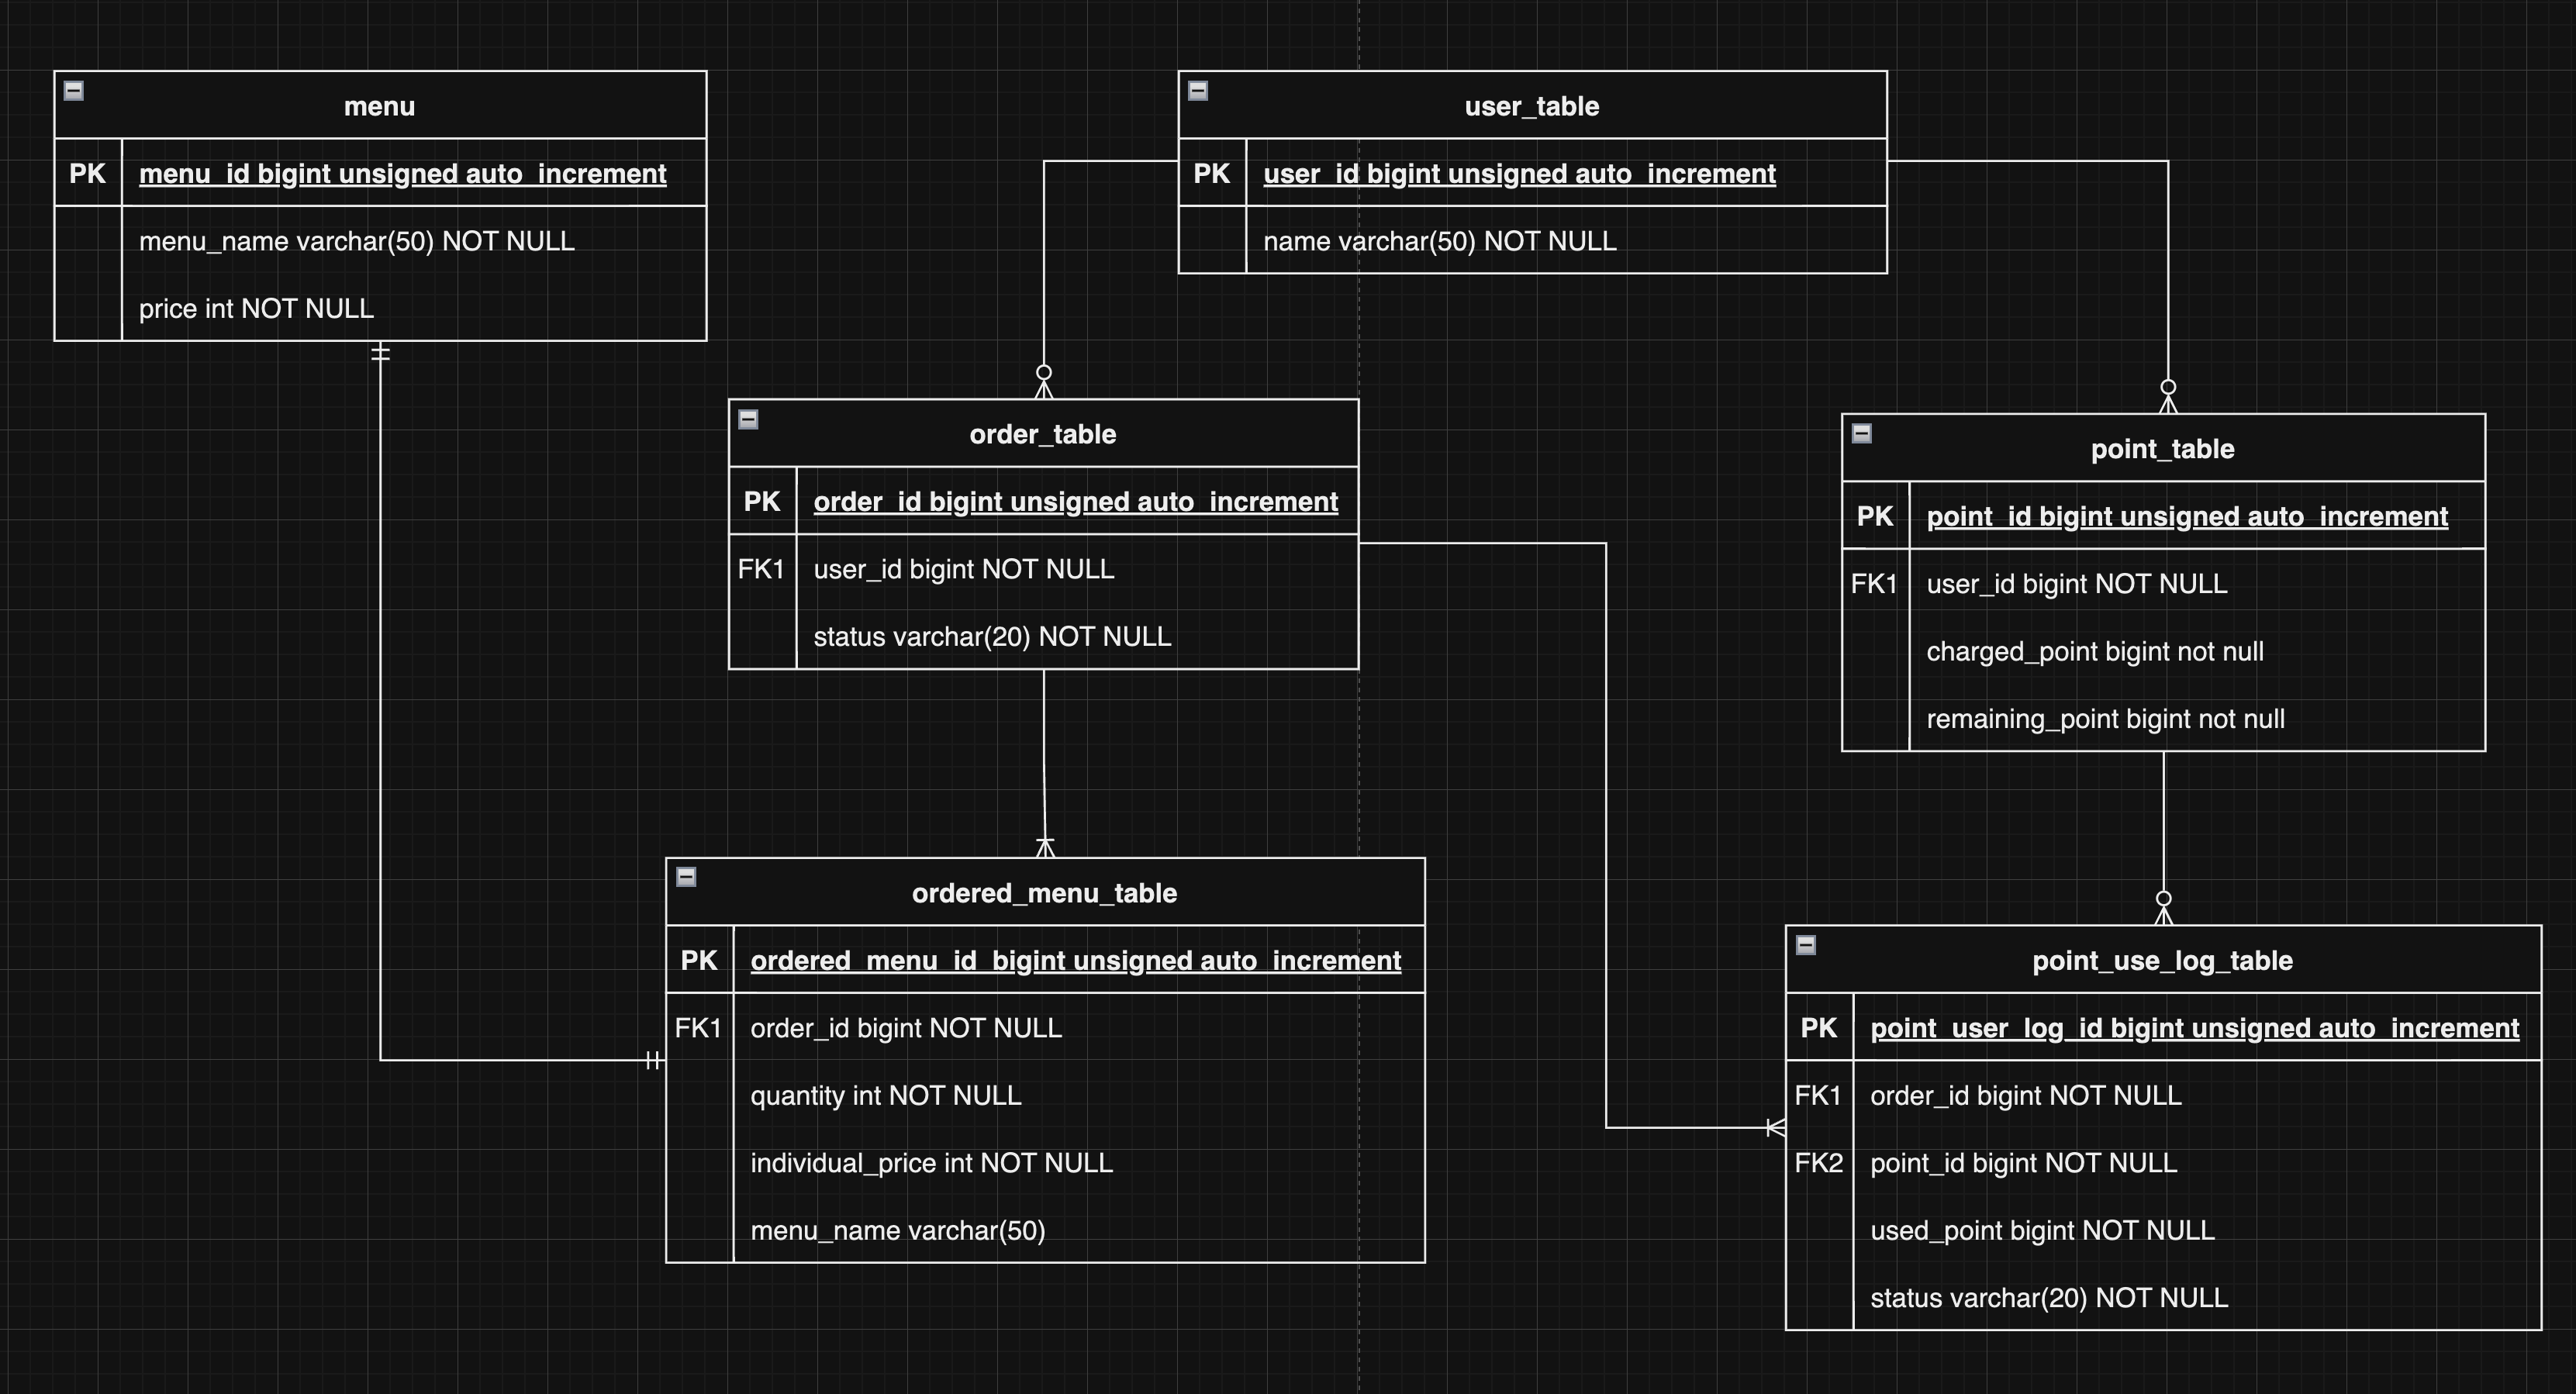 menu
PK menu_id bigint unsigned auto_increment
menu_name varchar(50) NOT NULL
price int NOT NULL
user_table
PK user_id bigint unsigned auto_increment
name varchar(50) NOT NULL
order_table
PK order_id bigint unsigned auto_increment
FK1 user_id bigint NOT NULL
status varchar(20) NOT NULL
point_table
PK point_id bigint unsigned auto_increment
FK1 user_id bigint NOT NULL
charged_point bigint not null
remaining_point bigint not null
ordered_menu_table
PK ordered_menu_id bigint unsigned auto_increment
FK1 order_id bigint NOT NULL
quantity int NOT NULL
individual_price int NOT NULL
menu_name varchar(50)
point_use_log_table
PK point_user_log_id bigint unsigned auto_increment
FK1 order_id bigint NOT NULL
FK2 point_id bigint NOT NULL
used_point bigint NOT NULL
status varchar(20) NOT NULL